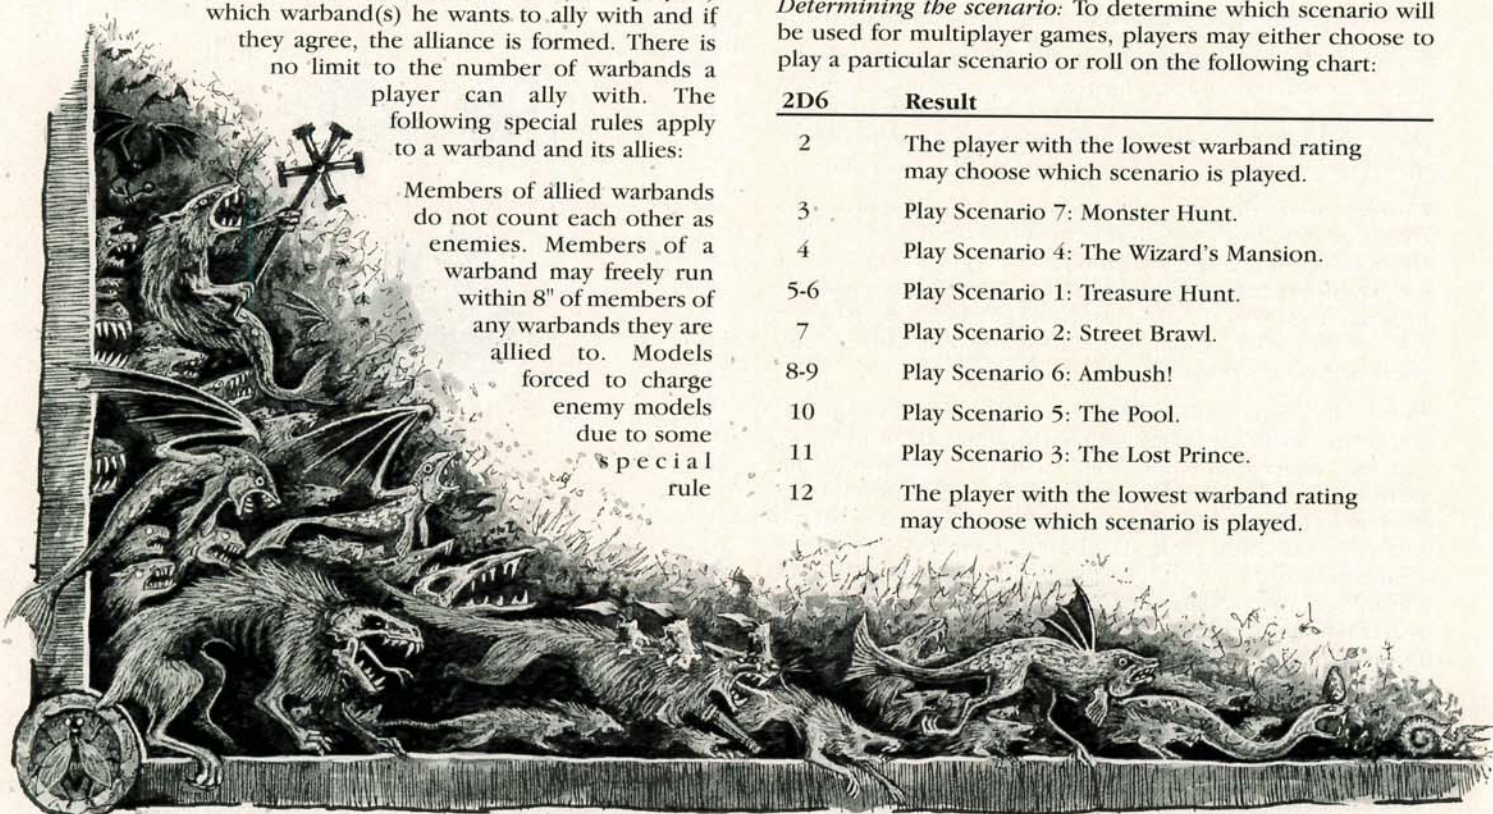 which warband(s) he wants to ally with and if
they agree, the alliance is formed. There is
no limit to the number of warbands a
player can ally with. The
following special rules apply
to a warband and its allies:
Members of allied warbands
do not count each other as
enemies. Members of a
warband may freely run
within 8" of members of
any warbands they are
allied to. Models
forced to charge
enemy models
due to some
special
rule
Determining the scenario: To determine which scenario will
be used for multiplayer games, players may either choose to
play a particular scenario or roll on the following chart:
2D6 Result
2 The player with the lowest warband rating
may choose which scenario is played.
3 Play Scenario 7: Monster Hunt.
4 Play Scenario 4: The Wizard's Mansion.
5-6 Play Scenario 1: Treasure Hunt.
7 Play Scenario 2: Street Brawl.
8-9 Play Scenario 6: Ambush!
10 Play Scenario 5: The Pool.
11 Play Scenario 3: The Lost Prince.
12 The player with the lowest warband rating
may choose which scenario is played.